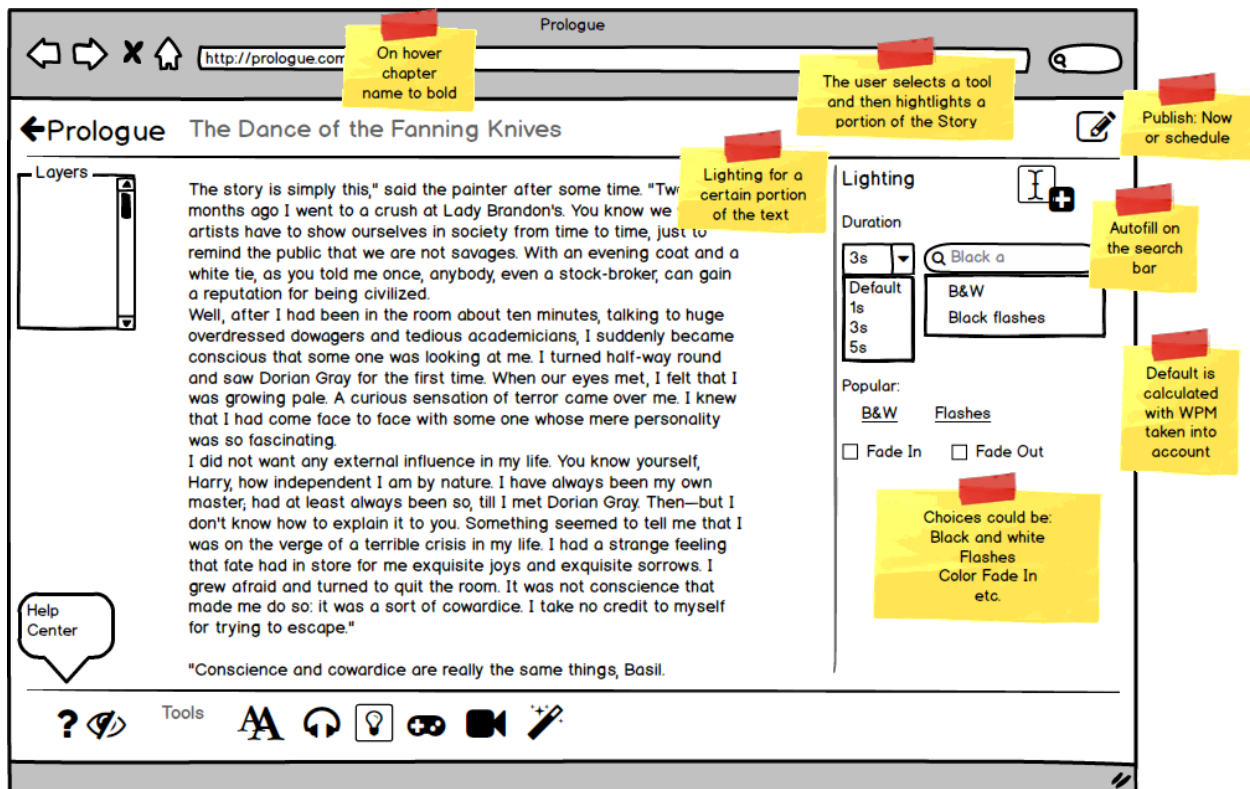 Prologue
http://prologue.com
On hover
chapter
name to bold
The user selects a tool
and then hightlights a
portion of the Story
Publish: Now
or schedule
Prologue
The Dance of the Fanning Knives
Layers
Lighting for a
certain portion
of the text
The story is simply this," said the painter after some time. "Tw
months ago I went to a crush at Lady Brandon's. You know we
artists have to show ourselves in society from time to time, just to
remind the public that we are not savages. With an evening coat and a
white tie, as you told me once, anybody, even a stock-broker, can gain
a reputation for being civilized.
Well, after I had been in the room about ten minutes, talking to huge
overdressed dowagers and tedious academicians, I suddenly became
conscious that some one was looking at me. I turned half-way round
and saw Dorian Gray for the first time. When our eyes met, I felt that I
was growing pale. A curious sensation of terror came over me. I knew
that I had come face to face with some one whose mere personality
was so fascinating.
I did not want any external influence in my life. You know yourself,
Harry, how independent I am by nature. I have always been my own
master; had at least always been so, till I met Dorian Gray. Then—but I
don't know how to explain it to you. Something seemed to tell me that I
was on the verge of a terrible crisis in my life. I had a strange feeling
that fate had in store for me exquisite joys and exquisite sorrows. I
grew afraid and turned to quit the room. It was not conscience that
made me do so: it was a sort of cowardice. I take no credit to myself
for trying to escape."
"Conscience and cowardice are really the same things, Basil.
Lighting
Duration
3s
Black a
Default
1s
3s
5s
B&W
Black flashes
Autofill on
the search
bar
Popular:
B&W
Flashes
Fade In
Fade Out
Default is
calculated
with WPM
taken into
account
Choices could be:
Black and white
Flashes
Color Fade In
etc.
Help
Center
?
Tools
AA